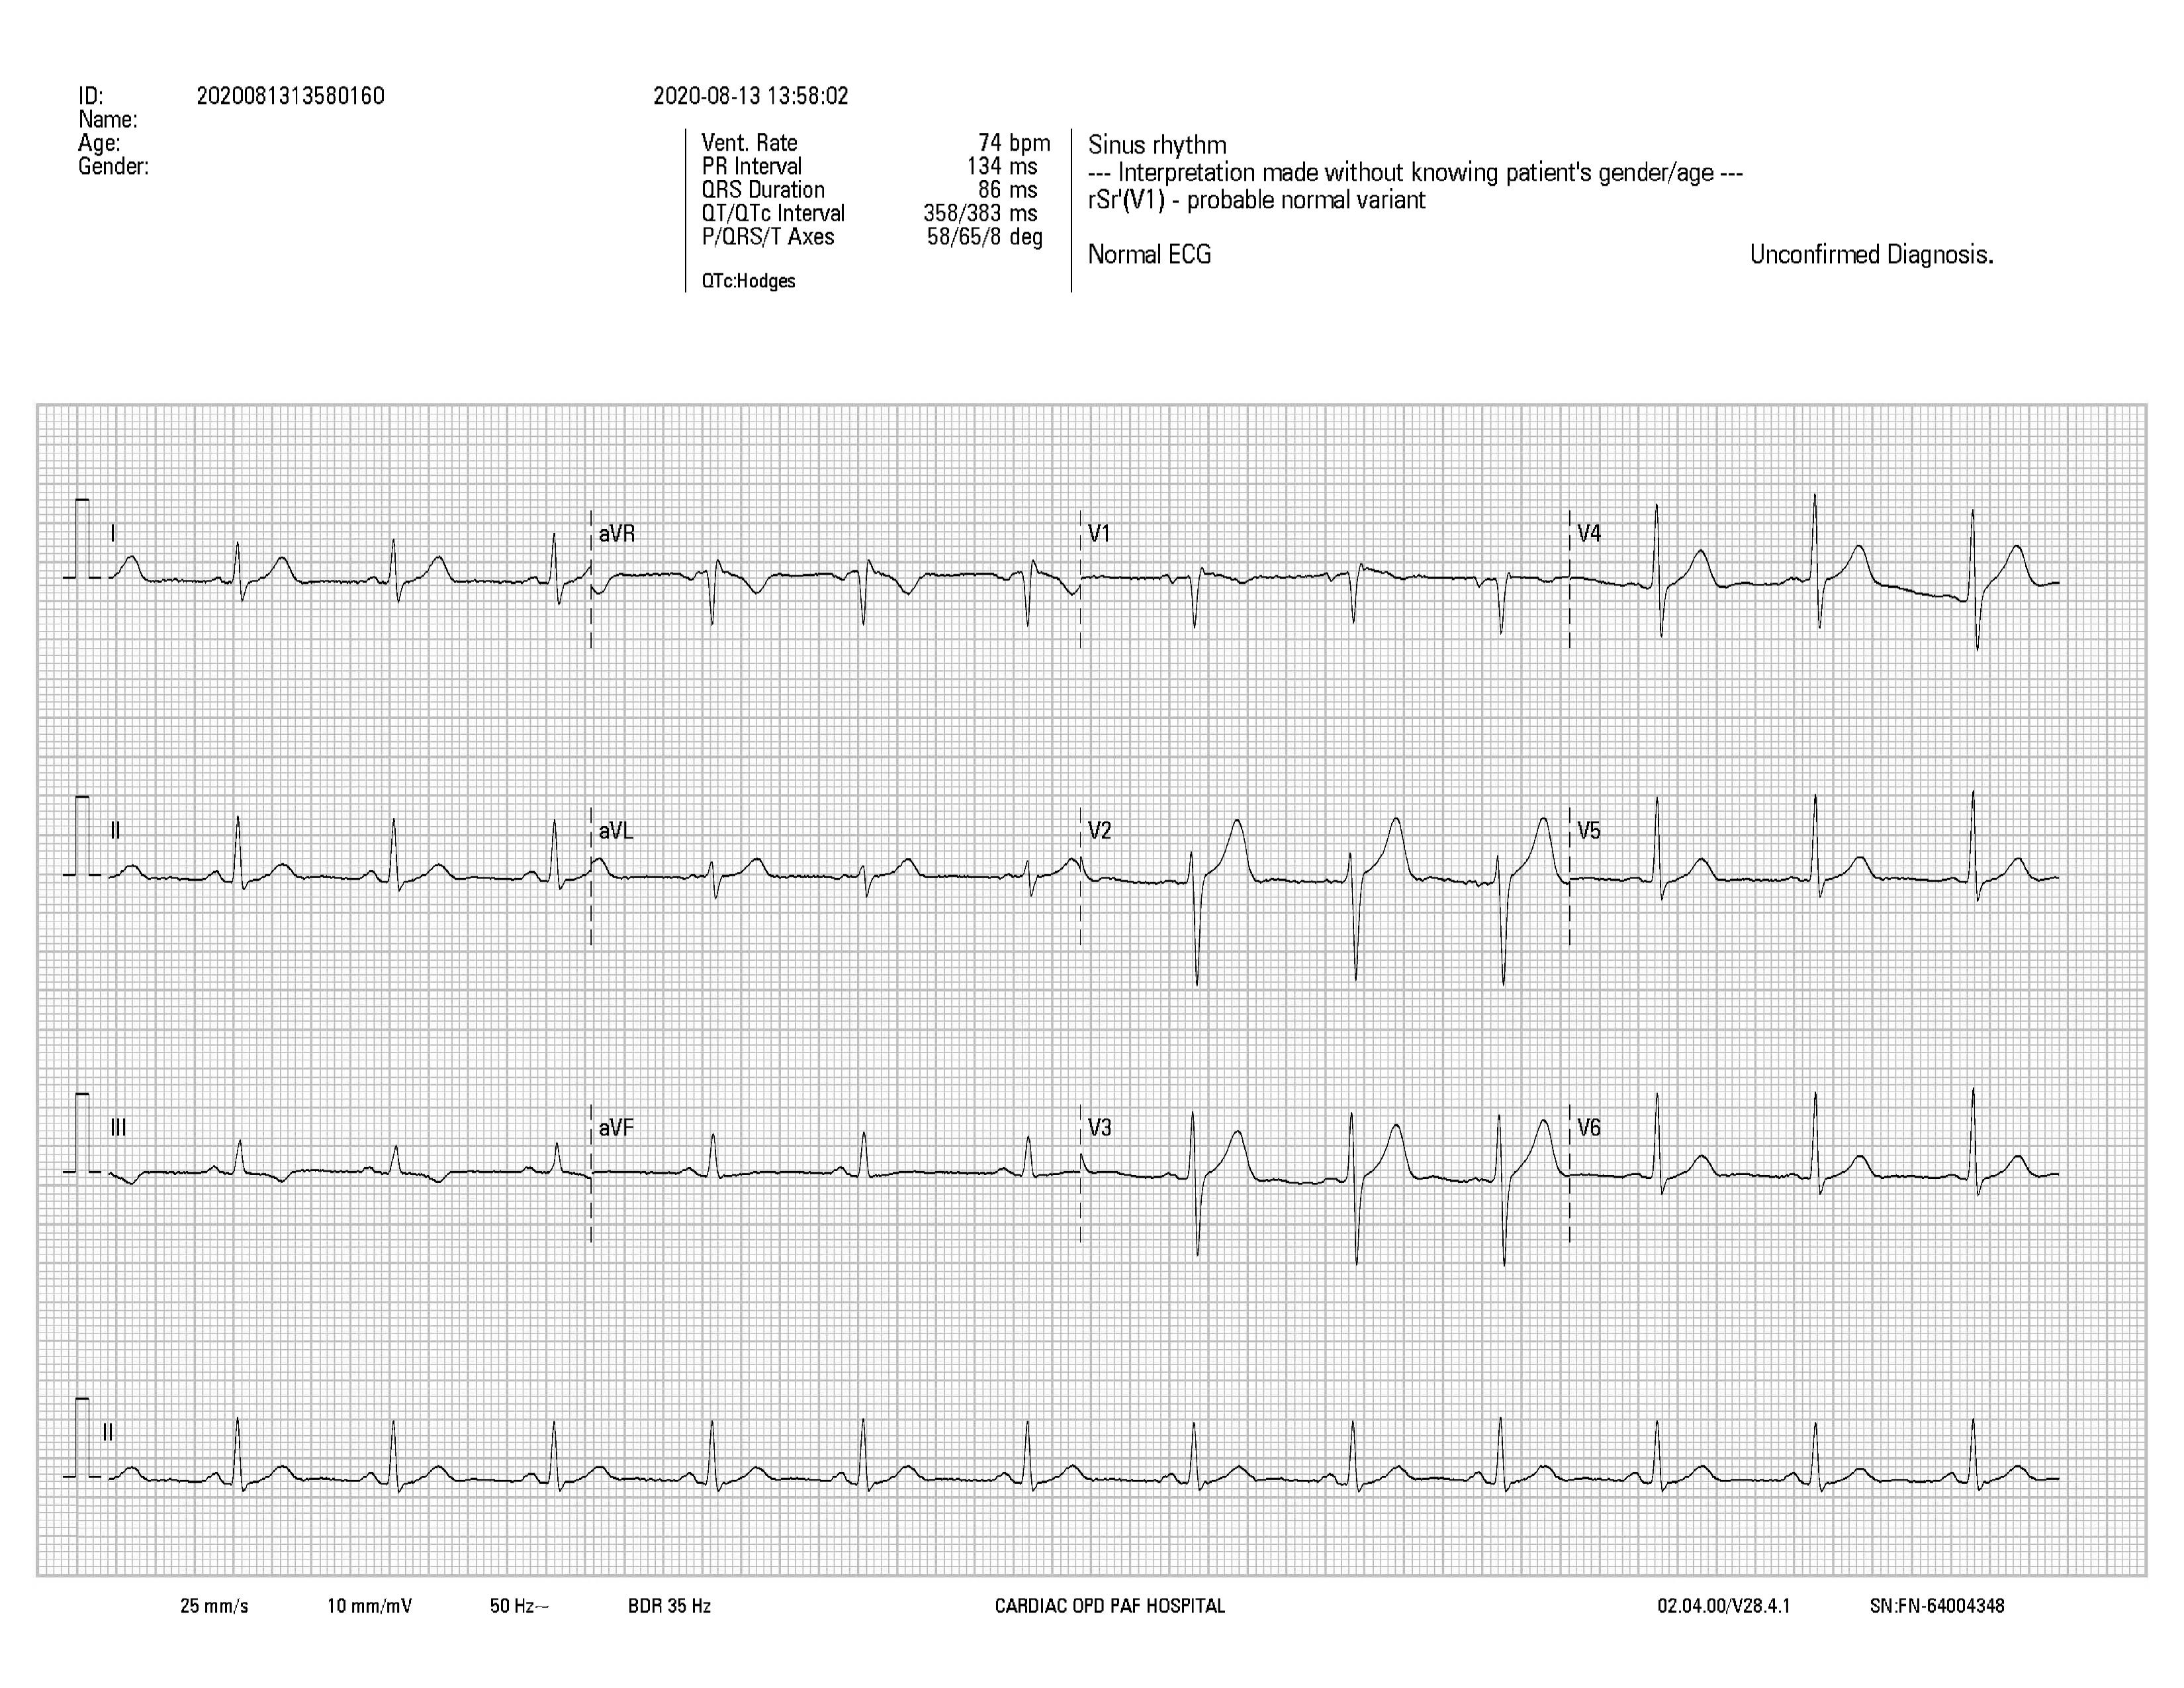 ID: 2020081313580160
2020-08-13 13:58:02
Name:
Age:
Gender:
Vent. Rate 74 bpm
PR Interval 134 ms
QRS Duration 86 ms
QT/QTc Interval 358/383 ms
P/QRS/T Axes 58/65/8 deg
QTc:Hodges
Sinus rhythm
--- Interpretation made without knowing patient's gender/age ---
rSr'(V1) - probable normal variant
Normal ECG
Unconfirmed Diagnosis.
I aVR V1 V4
II aVL V2 V5
III aVF V3 V6
II
25 mm/s 10 mm/mV 50 Hz~ BDR 35 Hz CARDIAC OPD PAF HOSPITAL 02.04.00/V28.4.1 SN:FN-64004348